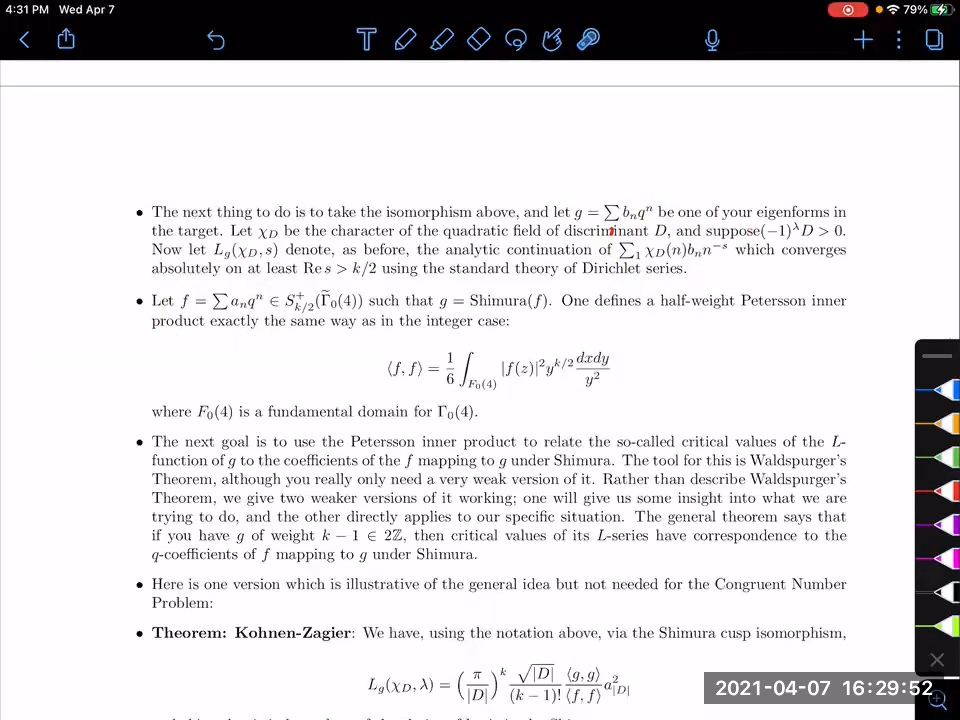 4:31 PM Wed Apr 7
79%
• The next thing to do is to take the isomorphism above, and let g = ∑ bₙqⁿ be one of your eigenforms in
the target. Let χ_D be the character of the quadratic field of discriminant D, and suppose(−1)^λ D > 0.
Now let L_g(χ_D, s) denote, as before, the analytic continuation of ∑₁ χ_D(n)bₙn^{−s} which converges
absolutely on at least Re s > k/2 using the standard theory of Dirichlet series.
• Let f = ∑ aₙqⁿ ∈ S⁺_{k/2}(Γ̃₀(4)) such that g = Shimura(f). One defines a half-weight Petersson inner
product exactly the same way as in the integer case:
⟨f, f⟩ = 1/6 ∫_{F₀(4)} |f(z)|² y^{k/2} dxdy/y²
where F₀(4) is a fundamental domain for Γ₀(4).
• The next goal is to use the Petersson inner product to relate the so-called critical values of the L-
function of g to the coefficients of the f mapping to g under Shimura. The tool for this is Waldspurger's
Theorem, although you really only need a very weak version of it. Rather than describe Waldspurger's
Theorem, we give two weaker versions of it working; one will give us some insight into what we are
trying to do, and the other directly applies to our specific situation. The general theorem says that
if you have g of weight k − 1 ∈ 2ℤ, then critical values of its L-series have correspondence to the
q-coefficients of f mapping to g under Shimura.
• Here is one version which is illustrative of the general idea but not needed for the Congruent Number
Problem:
• Theorem: Kohnen-Zagier: We have, using the notation above, via the Shimura cusp isomorphism,
L_g(χ_D, λ) = (π/|D|)^k √|D|/(k − 1)! ⟨g, g⟩/⟨f, f⟩ a²_{|D|}
2021-04-07 16:29:52